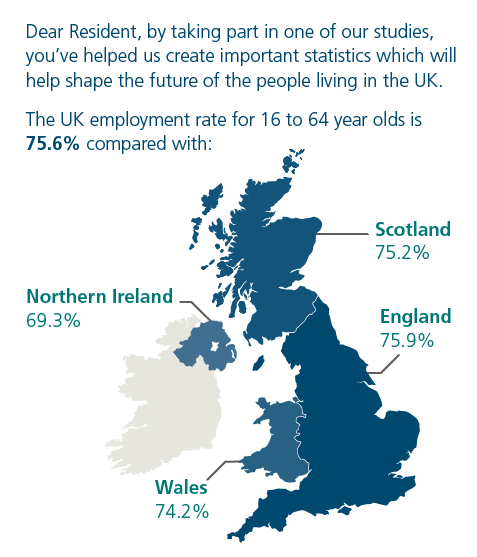 Dear Resident, by taking part in one of our studies,
you’ve helped us create important statistics which will
help shape the future of the people living in the UK.
The UK employment rate for 16 to 64 year olds is
75.6% compared with:
Scotland
75.2%
Northern Ireland
69.3%
England
75.9%
Wales
74.2%